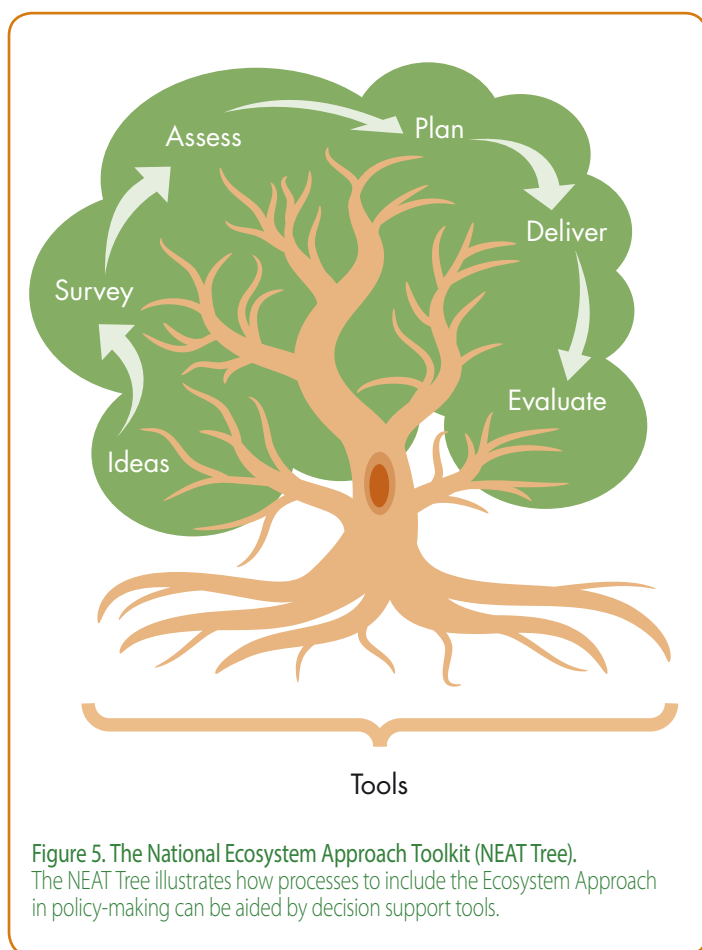 Assess
Plan
Deliver
Survey
Evaluate
Ideas
Tools
Figure 5. The National Ecosystem Approach Toolkit (NEAT Tree).
The NEAT Tree illustrates how processes to include the Ecosystem Approach
in policy-making can be aided by decision support tools.